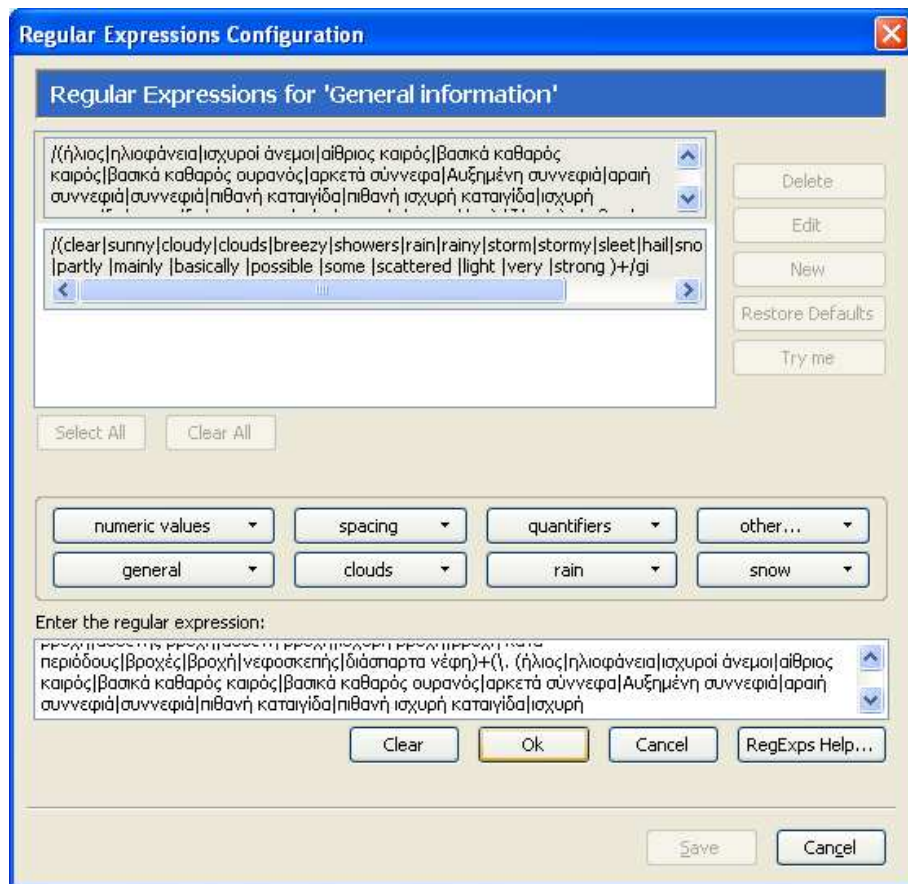 Regular Expressions Configuration
Regular Expressions for 'General information'
/(ήλιος|ηλιοφάνεια|ισχυροί άνεμοι|αίθριος καιρός|βασικά καθαρός
καιρός|βασικά καθαρός ουρανός|αρκετά σύννεφα|Αυξημένη συννεφιά|αραιή
συννεφιά|συννεφιά|πιθανή καταιγίδα|πιθανή ισχυρή καταιγίδα|ισχυρή
/(clear|sunny|cloudy|clouds|breezy|showers|rain|rainy|storm|stormy|sleet|hail|sno
|partly |mainly |basically |possible |some |scattered |light |very |strong )+/gi
Delete
Edit
New
Restore Defaults
Try me
Select All
Clear All
numeric values
spacing
quantifiers
other...
general
clouds
rain
snow
Enter the regular expression:
περιόδους|βροχές|βροχή|νεφοσκεπής|διάσπαρτα νέφη)+(\. (ήλιος|ηλιοφάνεια|ισχυροί άνεμοι|αίθριος
καιρός|βασικά καθαρός καιρός|βασικά καθαρός ουρανός|αρκετά σύννεφα|Αυξημένη συννεφιά|αραιή
συννεφιά|συννεφιά|πιθανή καταιγίδα|πιθανή ισχυρή καταιγίδα|ισχυρή
Clear
Ok
Cancel
RegExps Help...
Save
Cancel